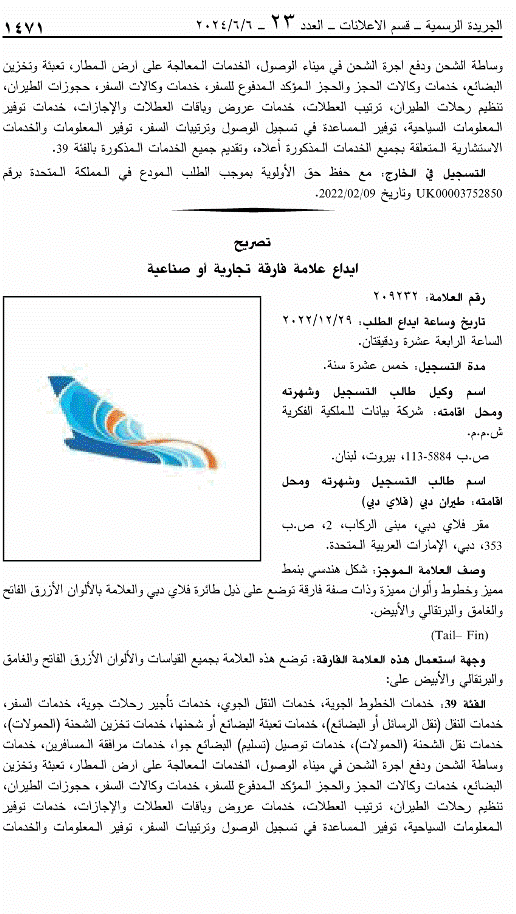 الجريدة الرسمية ــ قسم الاعلانات ــ العدد ٢٣ ــ ٢٠٢٤/٦/٦
١٤٧١
وساطة الشحن ودفع اجرة الشحن في ميناء الوصول، الخدمات المعالجة على ارض المطار، تعبئة وتخزين
البضائع، خدمات وكالات الحجز والحجز المؤكد المدفوع للسفر، خدمات وكالات السفر، حجوزات الطيران،
تنظيم رحلات الطيران، ترتيب العطلات، خدمات عروض وباقات العطلات والإجازات، خدمات توفير
المعلومات السياحية، توفير المساعدة في تسجيل الوصول وترتيبات السفر، توفير المعلومات والخدمات
الاستشارية المتعلقة بجميع الخدمات المذكورة أعلاه، وتقديم جميع الخدمات المذكورة بالفئة 39.
التسجيل في الخارج: مع حفظ حق الأولوية بموجب الطلب المودع في المملكة المتحدة برقم
UK00003752850 وتاريخ 2022/02/09.
تصريح
ايداع علامة فارقة تجارية أو صناعية
رقم العلامة: ٢٠٩٢٣٢
تاريخ وساعة ايداع الطلب: ٢٠٢٢/١٢/٢٩
الساعة الرابعة عشرة ودقيقتان.
مدة التسجيل: خمس عشرة سنة.
اسم وكيل طالب التسجيل وشهرته
ومحل اقامته: شركة بيانات للملكية الفكرية
ش.م.م.
ص.ب 5884-113، بيروت، لبنان.
اسم طالب التسجيل وشهرته ومحل
اقامته: طيران دبي (فلاي دبي)
مقر فلاي دبي، مبنى الركاب، 2، ص.ب
353، دبي، الإمارات العربية المتحدة.
وصف العلامة الموجز: شكل هندسي بنمط
مميز وخطوط وألوان مميزة وذات صفة فارقة توضع على ذيل طائرة فلاي دبي والعلامة بالألوان الأزرق الفاتح
والغامق والبرتقالي والأبيض.
(Tail– Fin)
وجهة استعمال هذه العلامة الفارقة: توضع هذه العلامة بجميع القياسات والألوان الأزرق الفاتح والغامق
والبرتقالي والأبيض على:
الفئة 39: خدمات الخطوط الجوية، خدمات النقل الجوي، خدمات تأجير رحلات جوية، خدمات السفر،
خدمات النقل (نقل الرسائل أو البضائع)، خدمات تعبئة البضائع أو شحنها، خدمات تخزين الشحنة (الحمولات)،
خدمات نقل الشحنة (الحمولات)، خدمات توصيل (تسليم) البضائع جوا، خدمات مرافقة المسافرين، خدمات
وساطة الشحن ودفع اجرة الشحن في ميناء الوصول، الخدمات المعالجة على ارض المطار، تعبئة وتخزين
البضائع، خدمات وكالات الحجز والحجز المؤكد المدفوع للسفر، خدمات وكالات السفر، حجوزات الطيران،
تنظيم رحلات الطيران، ترتيب العطلات، خدمات عروض وباقات العطلات والإجازات، خدمات توفير
المعلومات السياحية، توفير المساعدة في تسجيل الوصول وترتيبات السفر، توفير المعلومات والخدمات